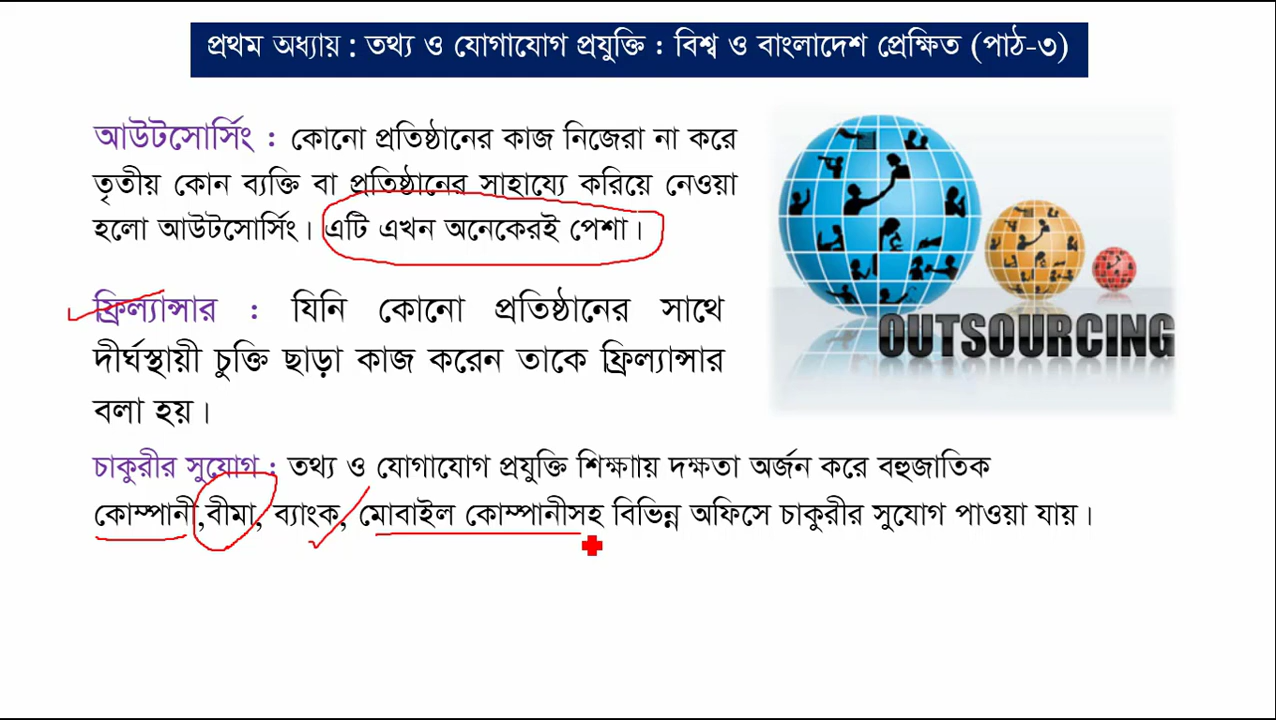 প্রথম অধ্যায় : তথ্য ও যোগাযোগ প্রযুক্তি : বিশ্ব ও বাংলাদেশ প্রেক্ষিত (পাঠ-৩)
আউটসোর্সিং : কোনো প্রতিষ্ঠানের কাজ নিজেরা না করে
তৃতীয় কোন ব্যক্তি বা প্রতিষ্ঠানের সাহায্যে করিয়ে নেওয়া
হলো আউটসোর্সিং। এটি এখন অনেকেরই পেশা।
OUTSOURCING
ফ্রিল্যান্সার : যিনি কোনো প্রতিষ্ঠানের সাথে
দীর্ঘস্থায়ী চুক্তি ছাড়া কাজ করেন তাকে ফ্রিল্যান্সার
বলা হয়।
চাকুরীর সুযোগ : তথ্য ও যোগাযোগ প্রযুক্তি শিক্ষাায় দক্ষতা অর্জন করে বহুজাতিক
কোম্পানী,বীমা, ব্যাংক, মোবাইল কোম্পানীসহ বিভিন্ন অফিসে চাকুরীর সুযোগ পাওয়া যায়।